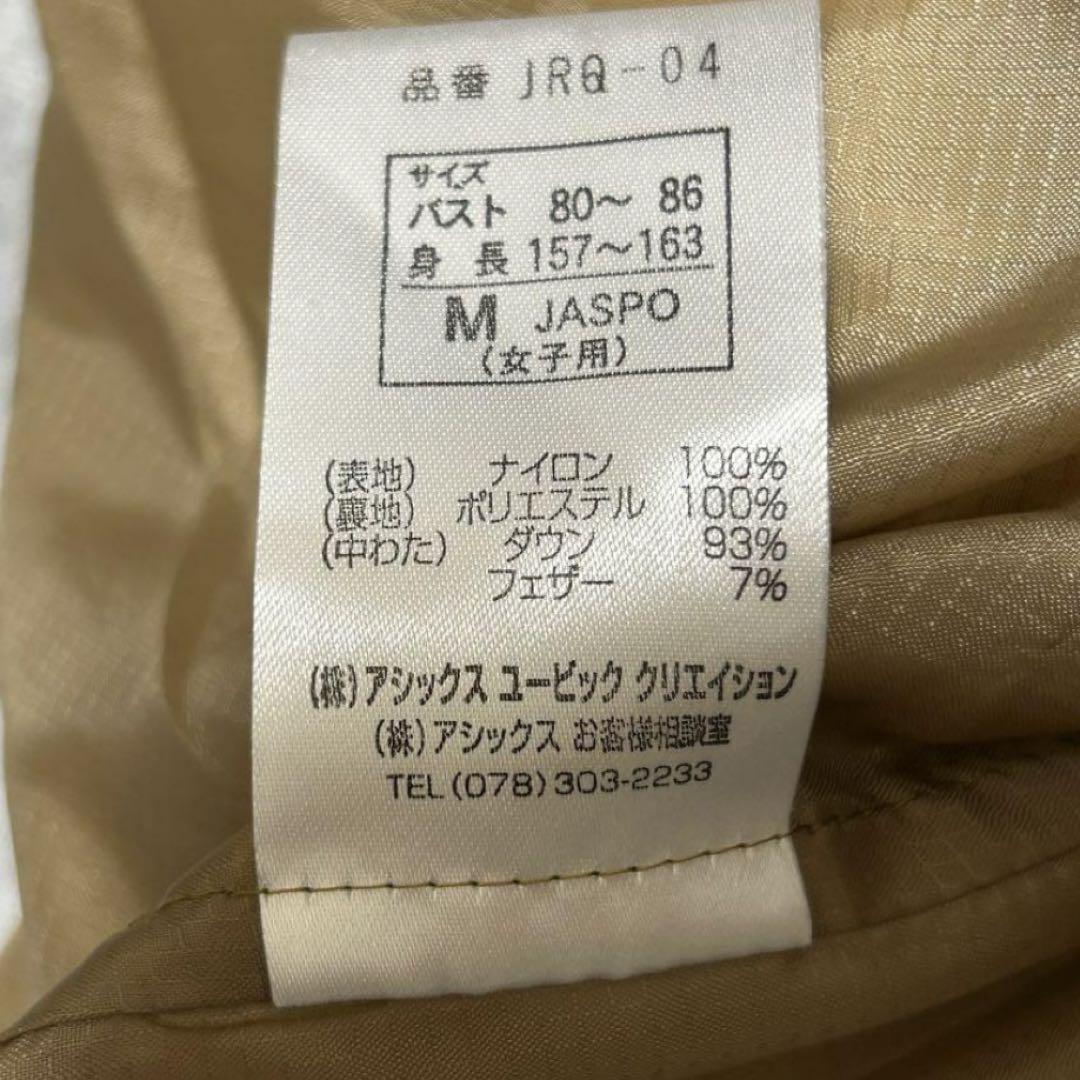 品番 JRQ-04
サイズ
バスト 80～ 86
身 長 157～163
M JASPO
(女子用)
(表地) ナイロン 100%
(裏地) ポリエステル 100%
(中わた) ダウン 93%
フェザー 7%
(株)アシックス ユービック クリエイション
(株)アシックス お客様相談室
TEL(078)303-2233